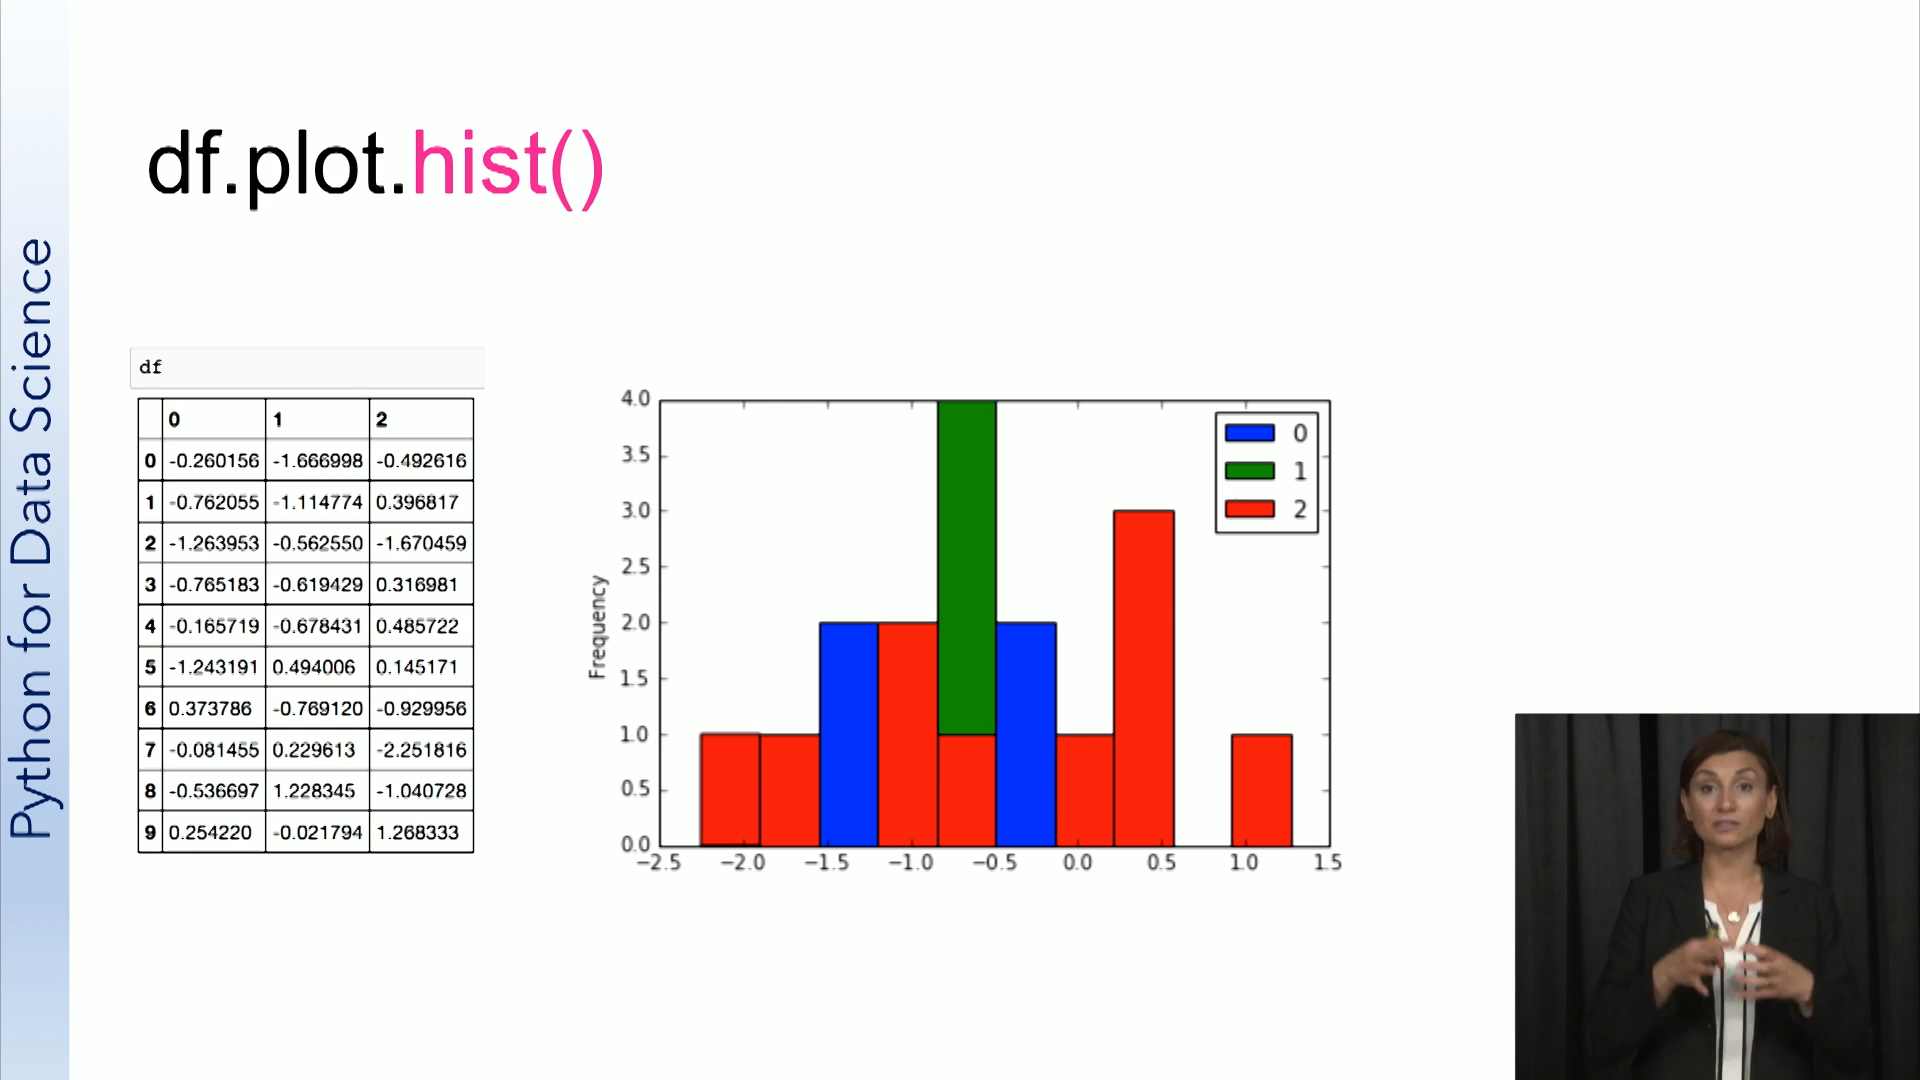 Python for Data Science
df.plot.hist()
df
0 1 2
0 -0.260156 -1.666998 -0.492616
1 -0.762055 -1.114774 0.396817
2 -1.263953 -0.562550 -1.670459
3 -0.765183 -0.619429 0.316981
4 -0.165719 -0.678431 0.485722
5 -1.243191 0.494006 0.145171
6 0.373786 -0.769120 -0.929956
7 -0.081455 0.229613 -2.251816
8 -0.536697 1.228345 -1.040728
9 0.254220 -0.021794 1.268333
Frequency
4.0
3.5
3.0
2.5
2.0
1.5
1.0
0.5
0.0
−2.5 −2.0 −1.5 −1.0 −0.5 0.0 0.5 1.0 1.5
0
1
2